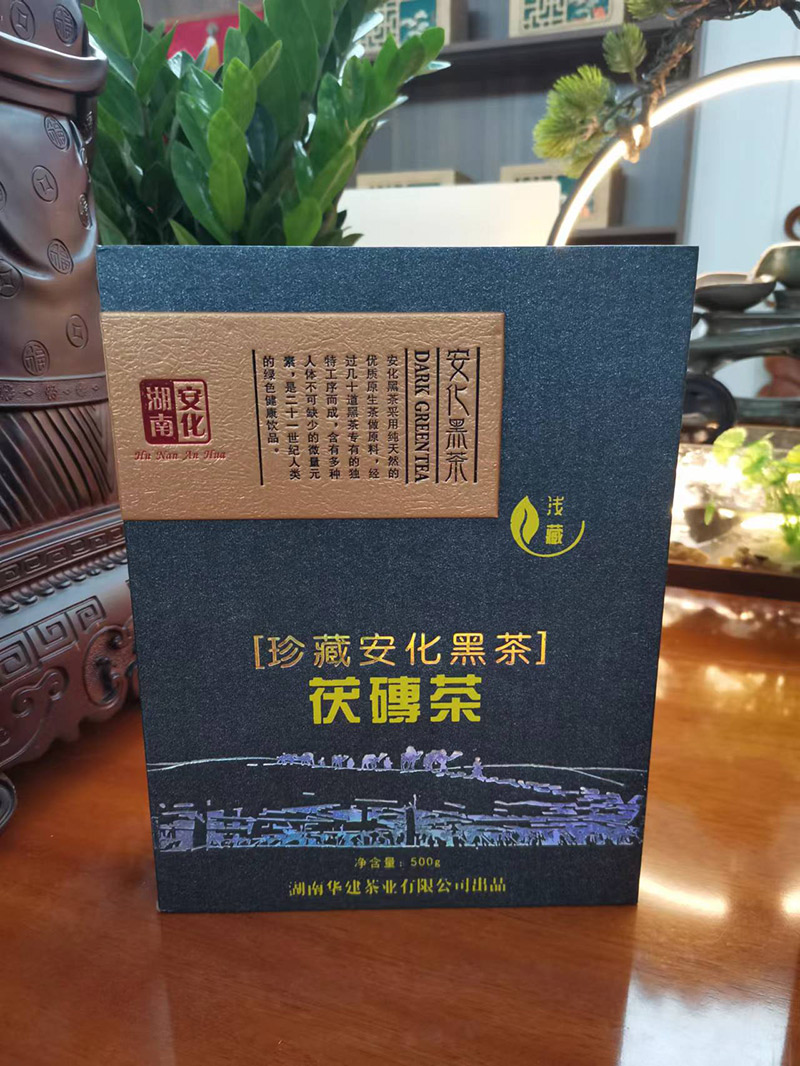 安化黑茶
DARK GREEN TEA
安化黑茶采用纯天然的
优质原生茶做原料，经
过几十道黑茶专有的独
特工序而成，含有多种
人体不可缺少的微量元
素，是二十一世纪人类
的绿色健康饮品。
安化
湖南
Hu Nan An Hua
浅藏
[珍藏安化黑茶]
茯磚茶
净含量：500g
湖南华建茶业有限公司出品